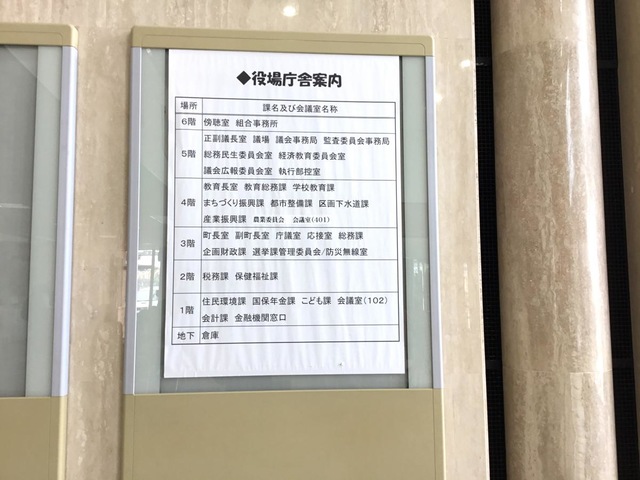 ◆役場庁舎案内
場所 課名及び会議室名称
6階 傍聴室 組合事務所
正副議長室 議場 議会事務局 監査委員会事務局
5階 総務民生委員会室 経済教育委員会室
議会広報委員会室 執行部控室
教育長室 教育総務課 学校教育課
4階 まちづくり振興課 都市整備課 区画下水道課
産業振興課 農業委員会 会議室(401)
3階 町長室 副町長室 庁議室 応接室 総務課
企画財政課 選挙課管理委員会/防災無線室
2階 税務課 保健福祉課
1階 住民環境課 国保年金課 こども課 会議室(102)
会計課 金融機関窓口
地下 倉庫